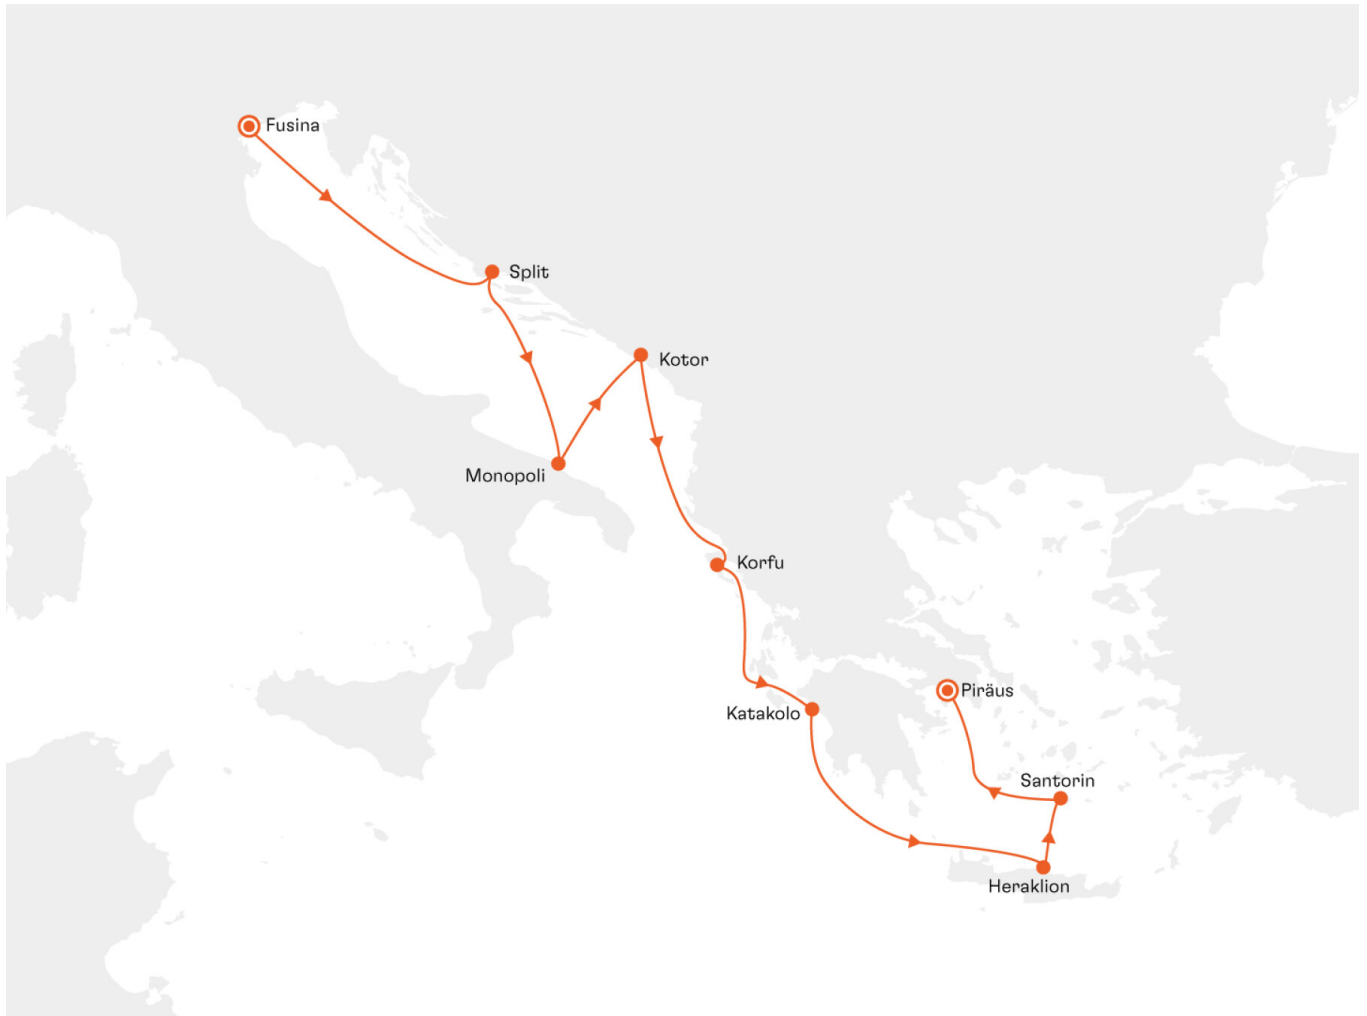 Fusina
Split
Kotor
Monopoli
Korfu
Piräus
Katakolo
Santorin
Heraklion